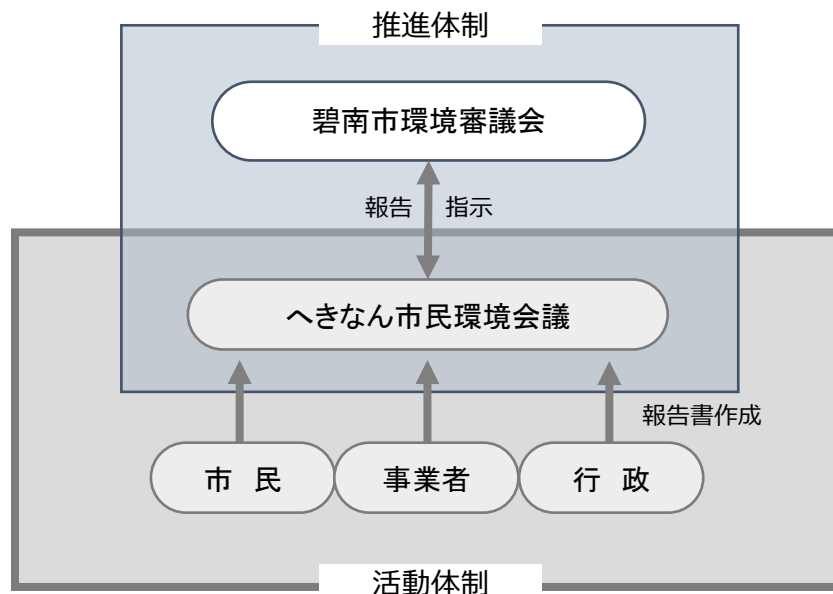 推進体制
碧南市環境審議会
報告 指示
へきなん市民環境会議
報告書作成
市 民 事業者 行 政
活動体制